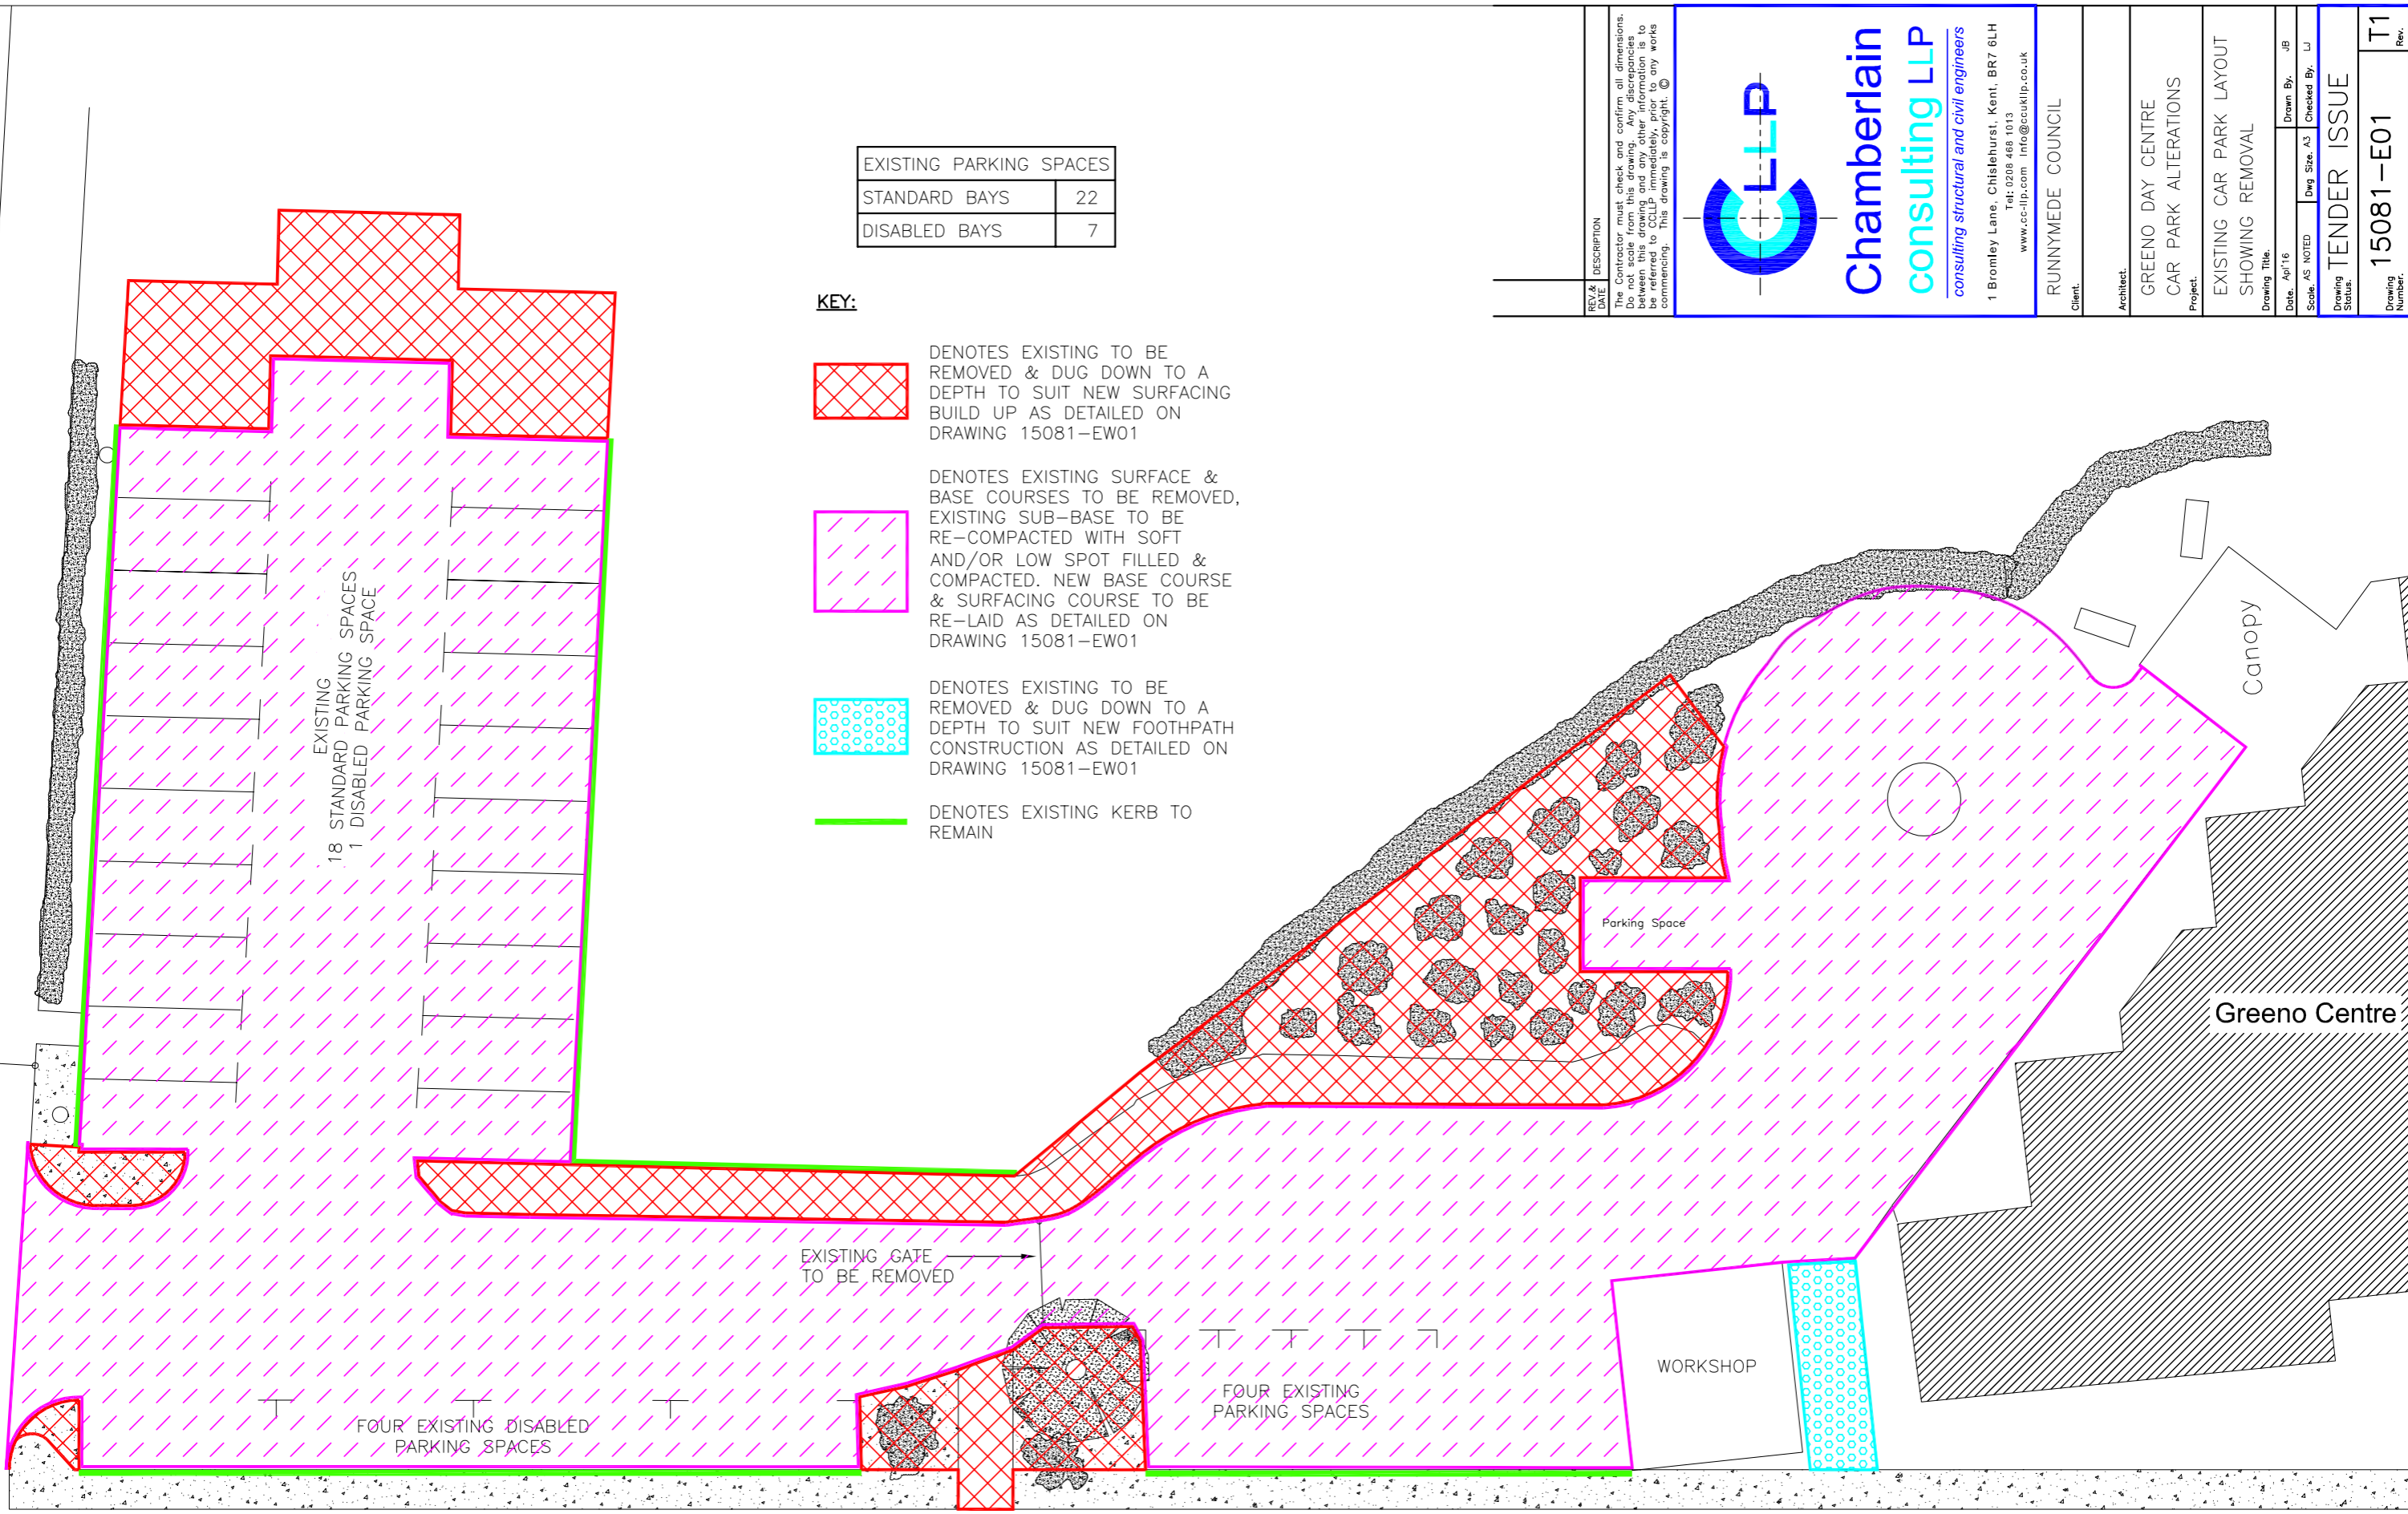 EXISTING PARKING SPACES
STANDARD BAYS 22
DISABLED BAYS 7
KEY:
DENOTES EXISTING TO BE
REMOVED & DUG DOWN TO A
DEPTH TO SUIT NEW SURFACING
BUILD UP AS DETAILED ON
DRAWING 15081-EW01
DENOTES EXISTING SURFACE &
BASE COURSES TO BE REMOVED,
EXISTING SUB-BASE TO BE
RE-COMPACTED WITH SOFT
AND/OR LOW SPOT FILLED &
COMPACTED. NEW BASE COURSE
& SURFACING COURSE TO BE
RE-LAID AS DETAILED ON
DRAWING 15081-EW01
DENOTES EXISTING TO BE
REMOVED & DUG DOWN TO A
DEPTH TO SUIT NEW FOOTPATH
CONSTRUCTION AS DETAILED ON
DRAWING 15081-EW01
DENOTES EXISTING KERB TO
REMAIN
EXISTING
18 STANDARD PARKING SPACES
1 DISABLED PARKING SPACE
Parking Space
Canopy
Greeno Centre
EXISTING GATE
TO BE REMOVED
FOUR EXISTING DISABLED
PARKING SPACES
FOUR EXISTING
PARKING SPACES
WORKSHOP
REV.& DATE
DESCRIPTION
The Contractor must check and confirm all dimensions.
Do not scale from this drawing. Any discrepancies
between this drawing and any other information is to
be referred to CCLLP immediately, prior to any works
commencing. This drawing is copyright. ©
LLP
Chamberlain
consulting LLP
consulting structural and civil engineers
1 Bromley Lane, Chislehurst, Kent, BR7 6LH
Tel: 0208 468 1013
www.cc-llp.com Info@ccukllp.co.uk
RUNNYMEDE COUNCIL
Client.
Architect.
GREENO DAY CENTRE
CAR PARK ALTERATIONS
Project.
EXISTING CAR PARK LAYOUT
SHOWING REMOVAL
Drawing Title.
Date. Apl'16
Drawn By. JB
Scale. AS NOTED
Dwg Size. A3
Checked By. LJ
Drawing Status.
TENDER ISSUE
Drawing Number.
15081-E01
T1
Rev.